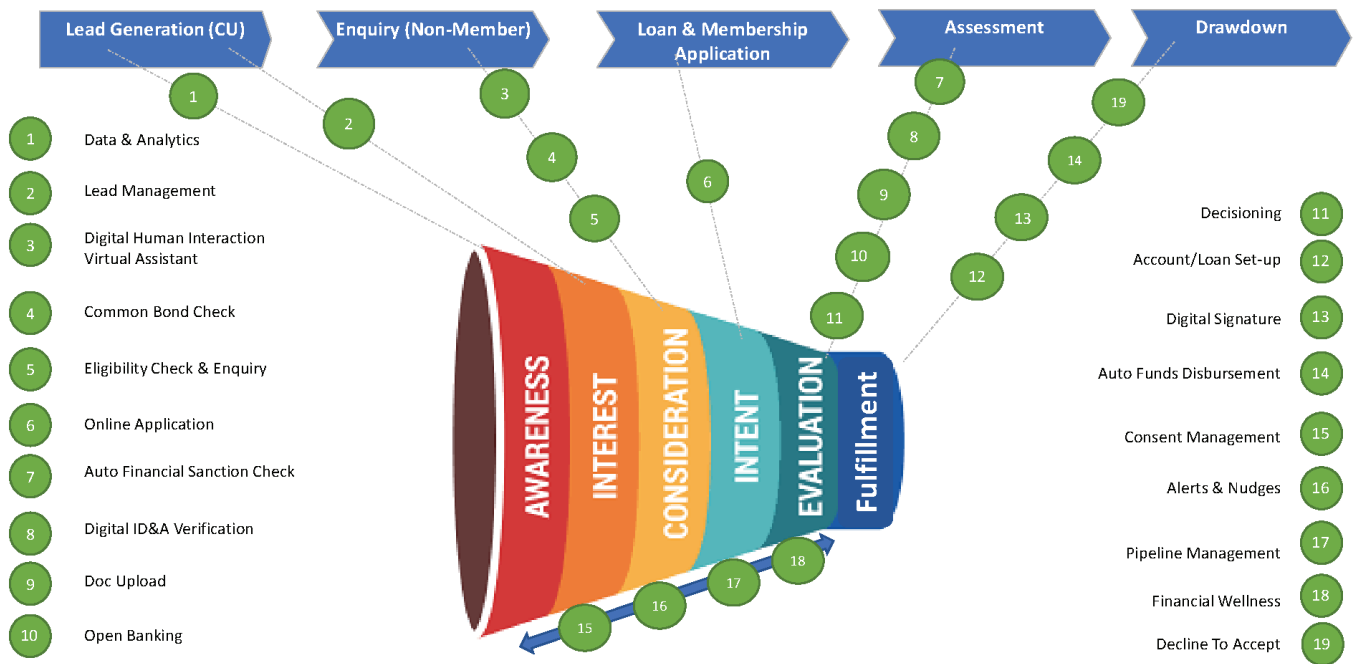 Lead Generation (CU)
Enquiry (Non-Member)
Loan & Membership
Application
Assessment
Drawdown
1
2
3
4
5
6
7
8
9
10
11
19
14
13
12
1 Data & Analytics
2 Lead Management
3 Digital Human Interaction
Virtual Assistant
4 Common Bond Check
5 Eligibility Check & Enquiry
6 Online Application
7 Auto Financial Sanction Check
8 Digital ID&A Verification
9 Doc Upload
10 Open Banking
AWARENESS
INTEREST
CONSIDERATION
INTENT
EVALUATION
Fulfillment
15
16
17
18
Decisioning 11
Account/Loan Set-up 12
Digital Signature 13
Auto Funds Disbursement 14
Consent Management 15
Alerts & Nudges 16
Pipeline Management 17
Financial Wellness 18
Decline To Accept 19